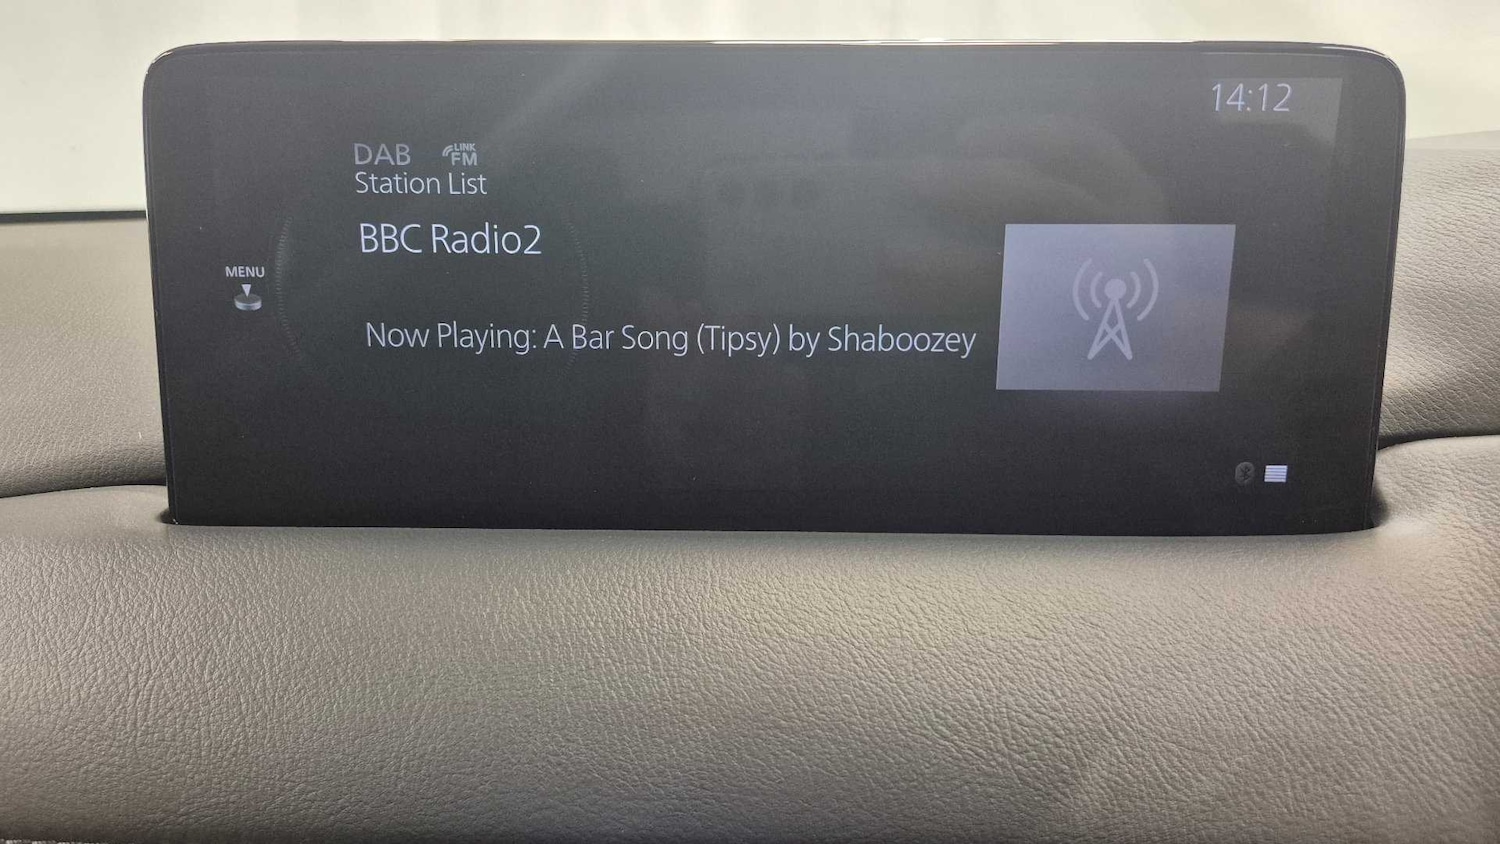 14:12
DAB LINK FM
Station List
BBC Radio2
MENU
Now Playing: A Bar Song (Tipsy) by Shaboozey